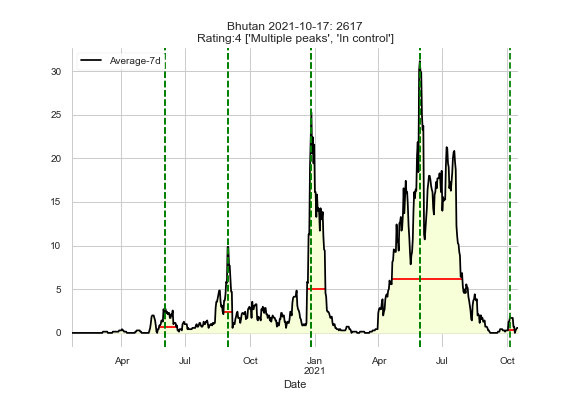 Bhutan 2021-10-17: 2617
Rating:4 ['Multiple peaks', 'In control']
Average-7d
30
25
20
15
10
5
0
Apr Jul Oct Jan Apr Jul Oct
2021
Date